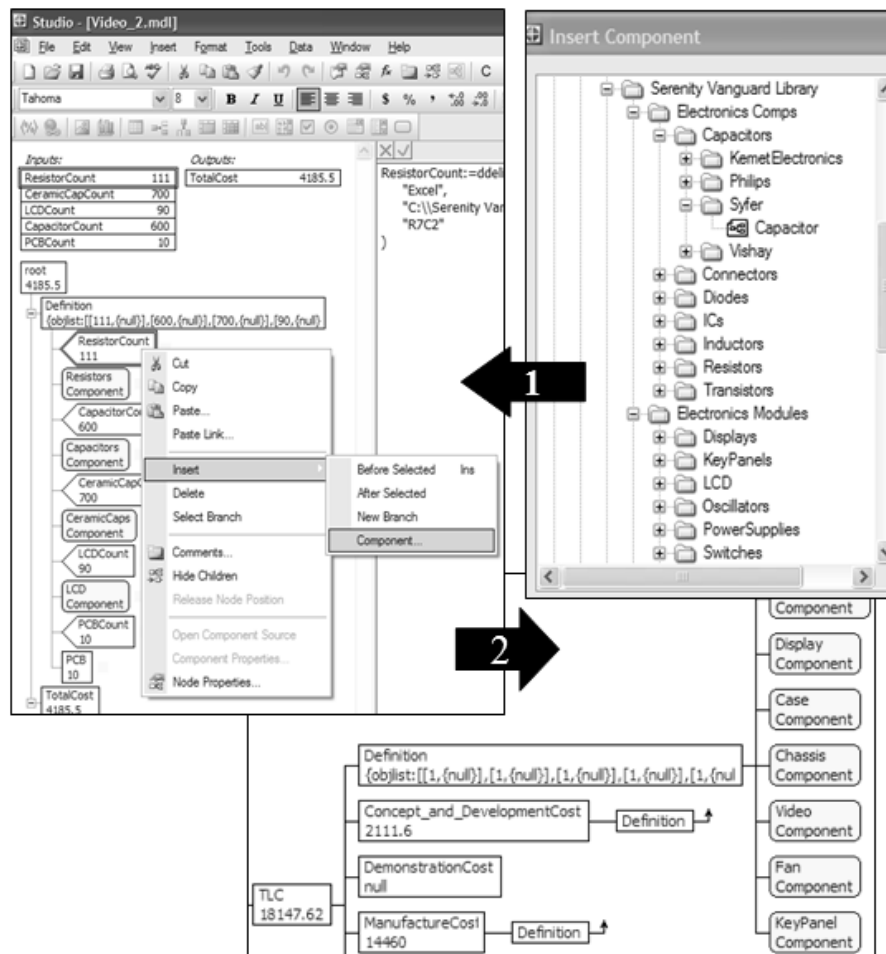 Studio - [Video_2.mdl]
File Edit View Insert Format Tools Data Window Help
Tahoma 8 B I U $ % , .00 .00
Inputs: Outputs:
ResistorCount 111 TotalCost 4185.5
CeramicCapCount 700
LCDCount 90
CapacitorCount 600
PCBCount 10
root
4185.5
Definition
{objlist:[[111,{null}],[600,{null}],[700,{null}],[90,{null}
ResistorCount
111
Resistors
Component
CapacitorCou
600
Capacitors
Component
CeramicCapC
700
CeramicCaps
Component
LCDCount
90
LCD
Component
PCBCount
10
PCB
10
TotalCost
4185.5
ResistorCount:=ddeli
"Excel",
"C:\\Serenity Van
"R7C2"
)
Cut
Copy
Paste...
Paste Link...
Insert
Delete
Select Branch
Comments...
Hide Children
Release Node Position
Open Component Source
Component Properties...
Node Properties...
Before Selected Ins
After Selected
New Branch
Component...
1
2
Insert Component
Serenity Vanguard Library
Electronics Comps
Capacitors
KemetElectronics
Philips
Syfer
Capacitor
Vishay
Connectors
Diodes
ICs
Inductors
Resistors
Transistors
Electronics Modules
Displays
KeyPanels
LCD
Oscillators
PowerSupplies
Switches
Component
Display
Component
Case
Component
Chassis
Component
Video
Component
Fan
Component
KeyPanel
Component
Definition
{objlist:[[1,{null}],[1,{null}],[1,{null}],[1,{null}],[1,{nul
Concept_and_DevelopmentCost
2111.6
Definition
DemonstrationCost
null
TLC
18147.62
ManufactureCost
14460
Definition